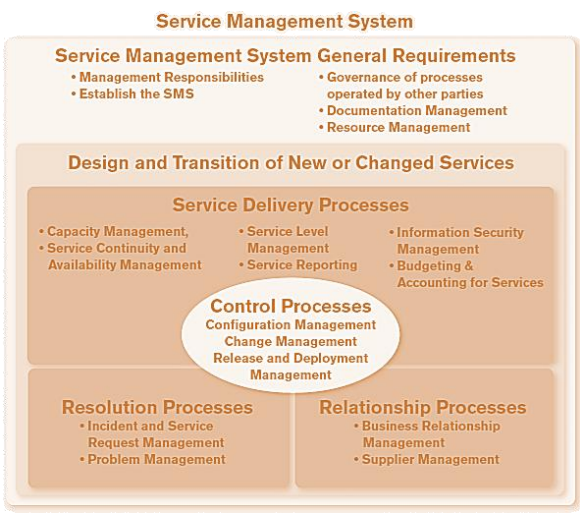 Service Management System
Service Management System General Requirements
• Management Responsibilities
• Establish the SMS
• Governance of processes
operated by other parties
• Documentation Management
• Resource Management
Design and Transition of New or Changed Services
Service Delivery Processes
• Capacity Management,
• Service Continuity and
Availability Management
• Service Level
Management
• Service Reporting
• Information Security
Management
• Budgeting &
Accounting for Services
Control Processes
Configuration Management
Change Management
Release and Deployment
Management
Resolution Processes
• Incident and Service
Request Management
• Problem Management
Relationship Processes
• Business Relationship
Management
• Supplier Management